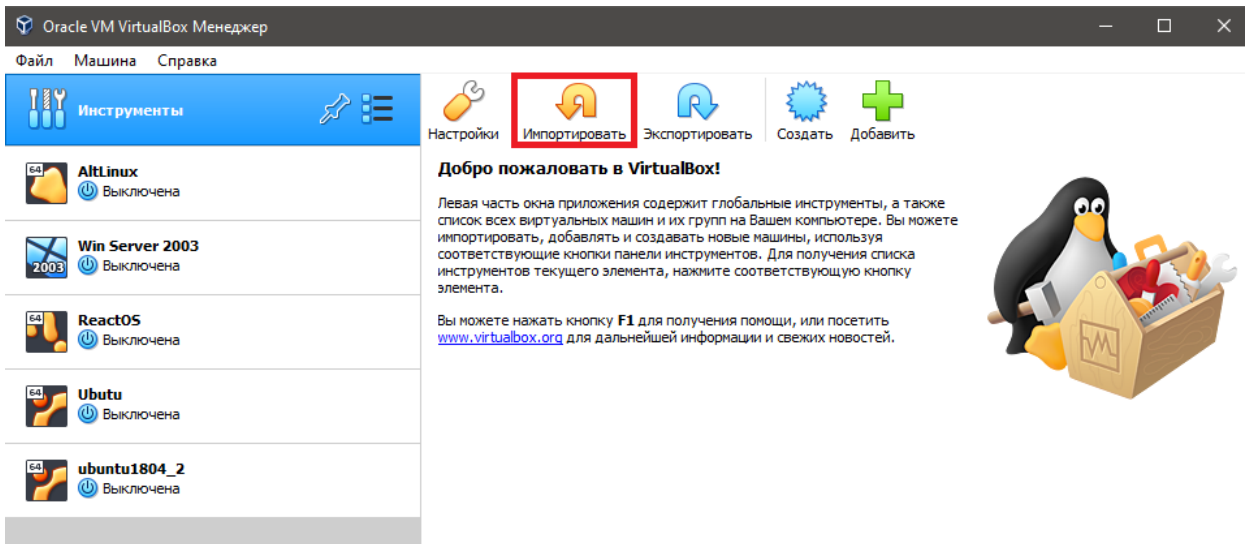 Oracle VM VirtualBox Менеджер
Файл Машина Справка
Инструменты
Настройки Импортировать Экспортировать Создать Добавить
64
AltLinux
Выключена
2003
Win Server 2003
Выключена
64
ReactOS
Выключена
64
Ubutu
Выключена
64
ubuntu1804_2
Выключена
Добро пожаловать в VirtualBox!
Левая часть окна приложения содержит глобальные инструменты, а также
список всех виртуальных машин и их групп на Вашем компьютере. Вы можете
импортировать, добавлять и создавать новые машины, используя
соответствующие кнопки панели инструментов. Для получения списка
инструментов текущего элемента, нажмите соответствующую кнопку
элемента.
Вы можете нажать кнопку F1 для получения помощи, или посетить
www.virtualbox.org для дальнейшей информации и свежих новостей.